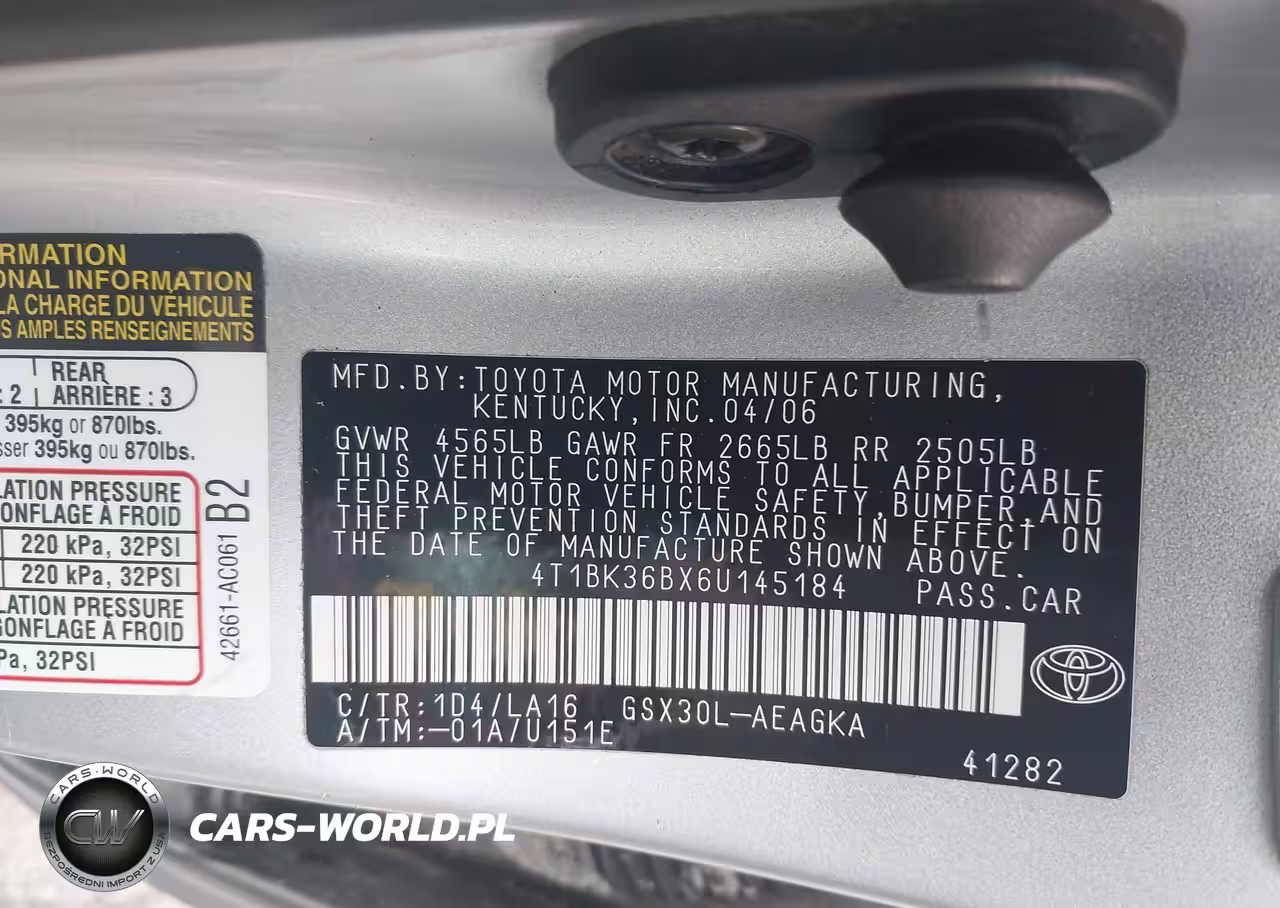 RMATION
ONAL INFORMATION
LA CHARGE DU VÉHICULE
S AMPLES RENSEIGNEMENTS
: 2 REAR
ARRIÈRE : 3
395kg or 870lbs.
sser 395kg ou 870lbs.
LATION PRESSURE
ONFLAGE À FROID
220 kPa, 32PSI
220 kPa, 32PSI
LATION PRESSURE
GONFLAGE À FROID
Pa, 32PSI
42661-AC061 B2
MFD.BY:TOYOTA MOTOR MANUFACTURING,
KENTUCKY,INC.04/06
GVWR 4565LB GAWR FR 2665LB RR 2505LB
THIS VEHICLE CONFORMS TO ALL APPLICABLE
FEDERAL MOTOR VEHICLE SAFETY,BUMPER,AND
THEFT PREVENTION STANDARDS IN EFFECT ON
THE DATE OF MANUFACTURE SHOWN ABOVE.
4T1BK36BX6U145184 PASS.CAR
C/TR:1D4/LA16 GSX30L-AEAGKA
A/TM:-01A/U151E
41282
CARS-WORLD
CW
BEZPOŚREDNI IMPORT Z USA
CARS-WORLD.PL